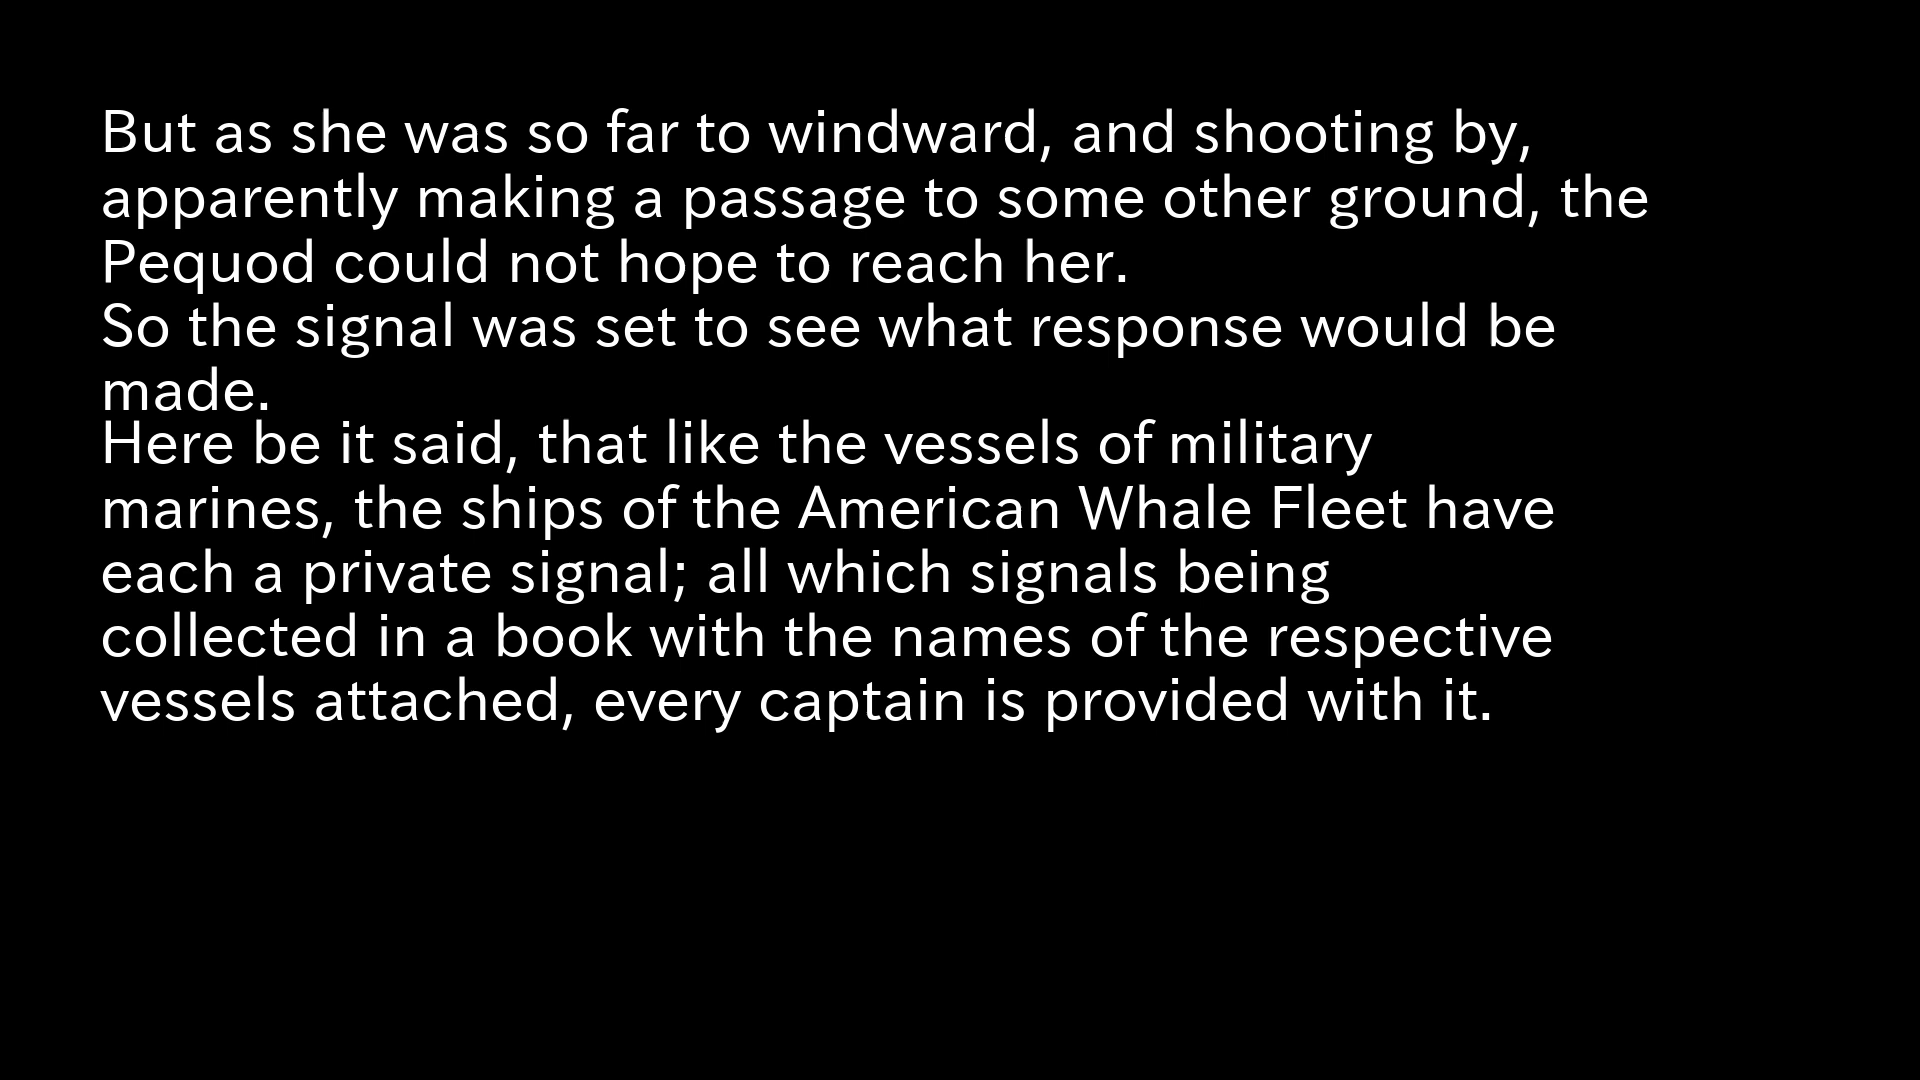 But as she was so far to windward, and shooting by,
apparently making a passage to some other ground, the
Pequod could not hope to reach her.
So the signal was set to see what response would be
made.
Here be it said, that like the vessels of military
marines, the ships of the American Whale Fleet have
each a private signal; all which signals being
collected in a book with the names of the respective
vessels attached, every captain is provided with it.